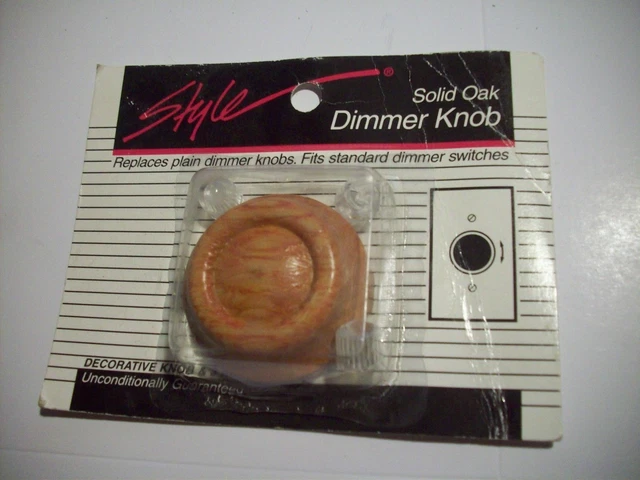 Style®
Solid Oak
Dimmer Knob
Replaces plain dimmer knobs. Fits standard dimmer switches
DECORATIVE KNOB &
Unconditionally Guaranteed